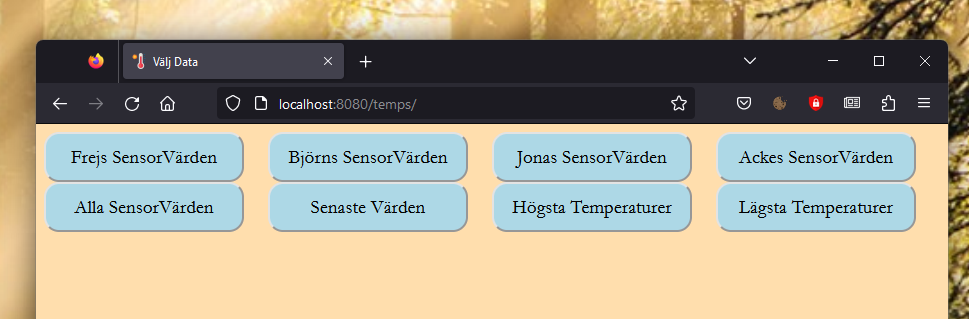 Välj Data
localhost:8080/temps/
Frejs SensorVärden Björns SensorVärden Jonas SensorVärden Ackes SensorVärden
Alla SensorVärden Senaste Värden Högsta Temperaturer Lägsta Temperaturer